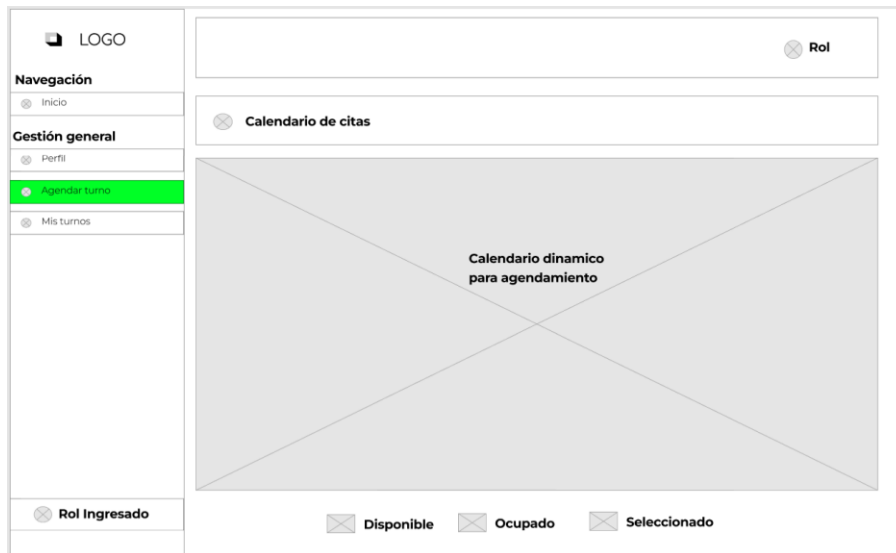 LOGO
Navegación
Inicio
Gestión general
Perfil
Agendar turno
Mis turnos
Rol Ingresado
Rol
Calendario de citas
Calendario dinamico
para agendamiento
Disponible
Ocupado
Seleccionado